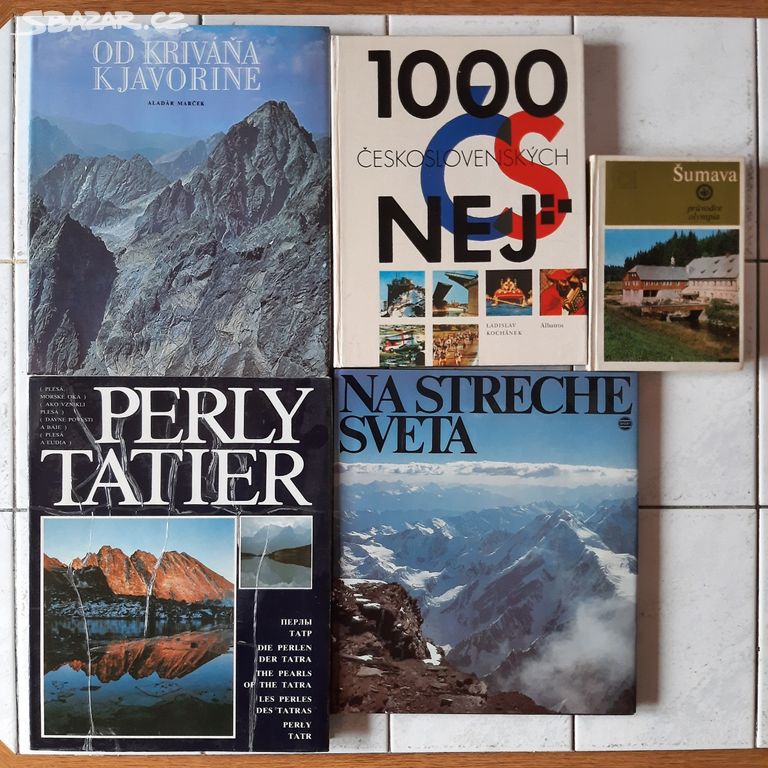 SBAZAR.CZ
OD KRIVÁŇA
K JAVORINE
ALADÁR MARČEK
1000
ČS
ČESKOSLOVENSKÝCH
NEJ
LADISLAV
KOCHÁNEK
Albatros
Šumava
průvodce
olympia
( PLESÁ,
MORSKÉ OKÁ )
( AKO VZNIKLI
PLESÁ )
( DÁVNE POVESTI
A BÁJE )
( PLESÁ
A ĽUDIA )
PERLY
TATIER
ПЕРЛЫ
ТАТР
DIE PERLEN
DER TATRA
THE PEARLS
OF THE TATRA
LES PERLES
DES TATRAS
PERŁY
TATR
NA STRECHE
SVETA